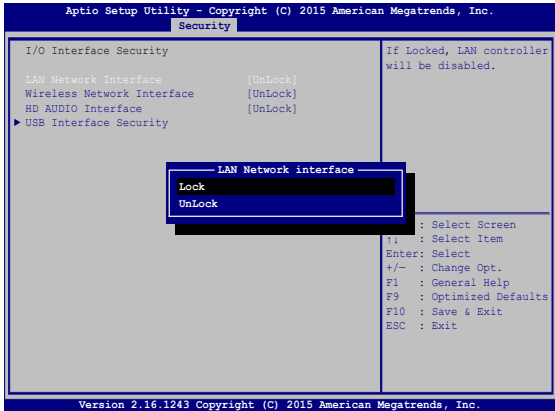 Aptio Setup Utility - Copyright (C) 2015 American Megatrends, Inc.
Security
I/O Interface Security
LAN Network Interface [UnLock]
Wireless Network Interface [UnLock]
HD AUDIO Interface [UnLock]
USB Interface Security
If Locked, LAN controller
will be disabled.
LAN Network interface
Lock
UnLock
: Select Screen
↑↓ : Select Item
Enter: Select
+/— : Change Opt.
F1 : General Help
F9 : Optimized Defaults
F10 : Save & Exit
ESC : Exit
Version 2.16.1243 Copyright (C) 2015 American Megatrends, Inc.